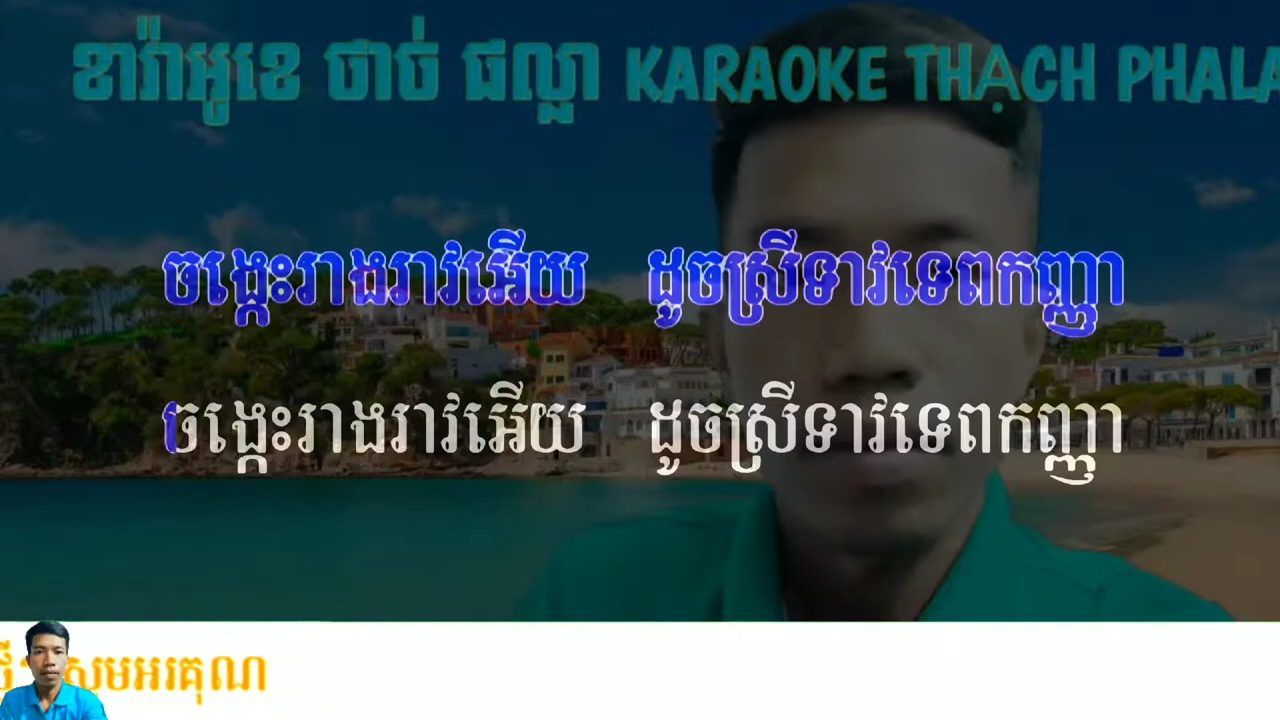 ខារ៉ាអូខេ ថាច់ ផល្លា KARAOKE THẠCH PHALA
ចង្កេះរាងរាវអើយ ដូចស្រីទាវទេពកញ្ញា
ចង្កេះរាងរាវអើយ ដូចស្រីទាវទេពកញ្ញា
សូមអរគុណ